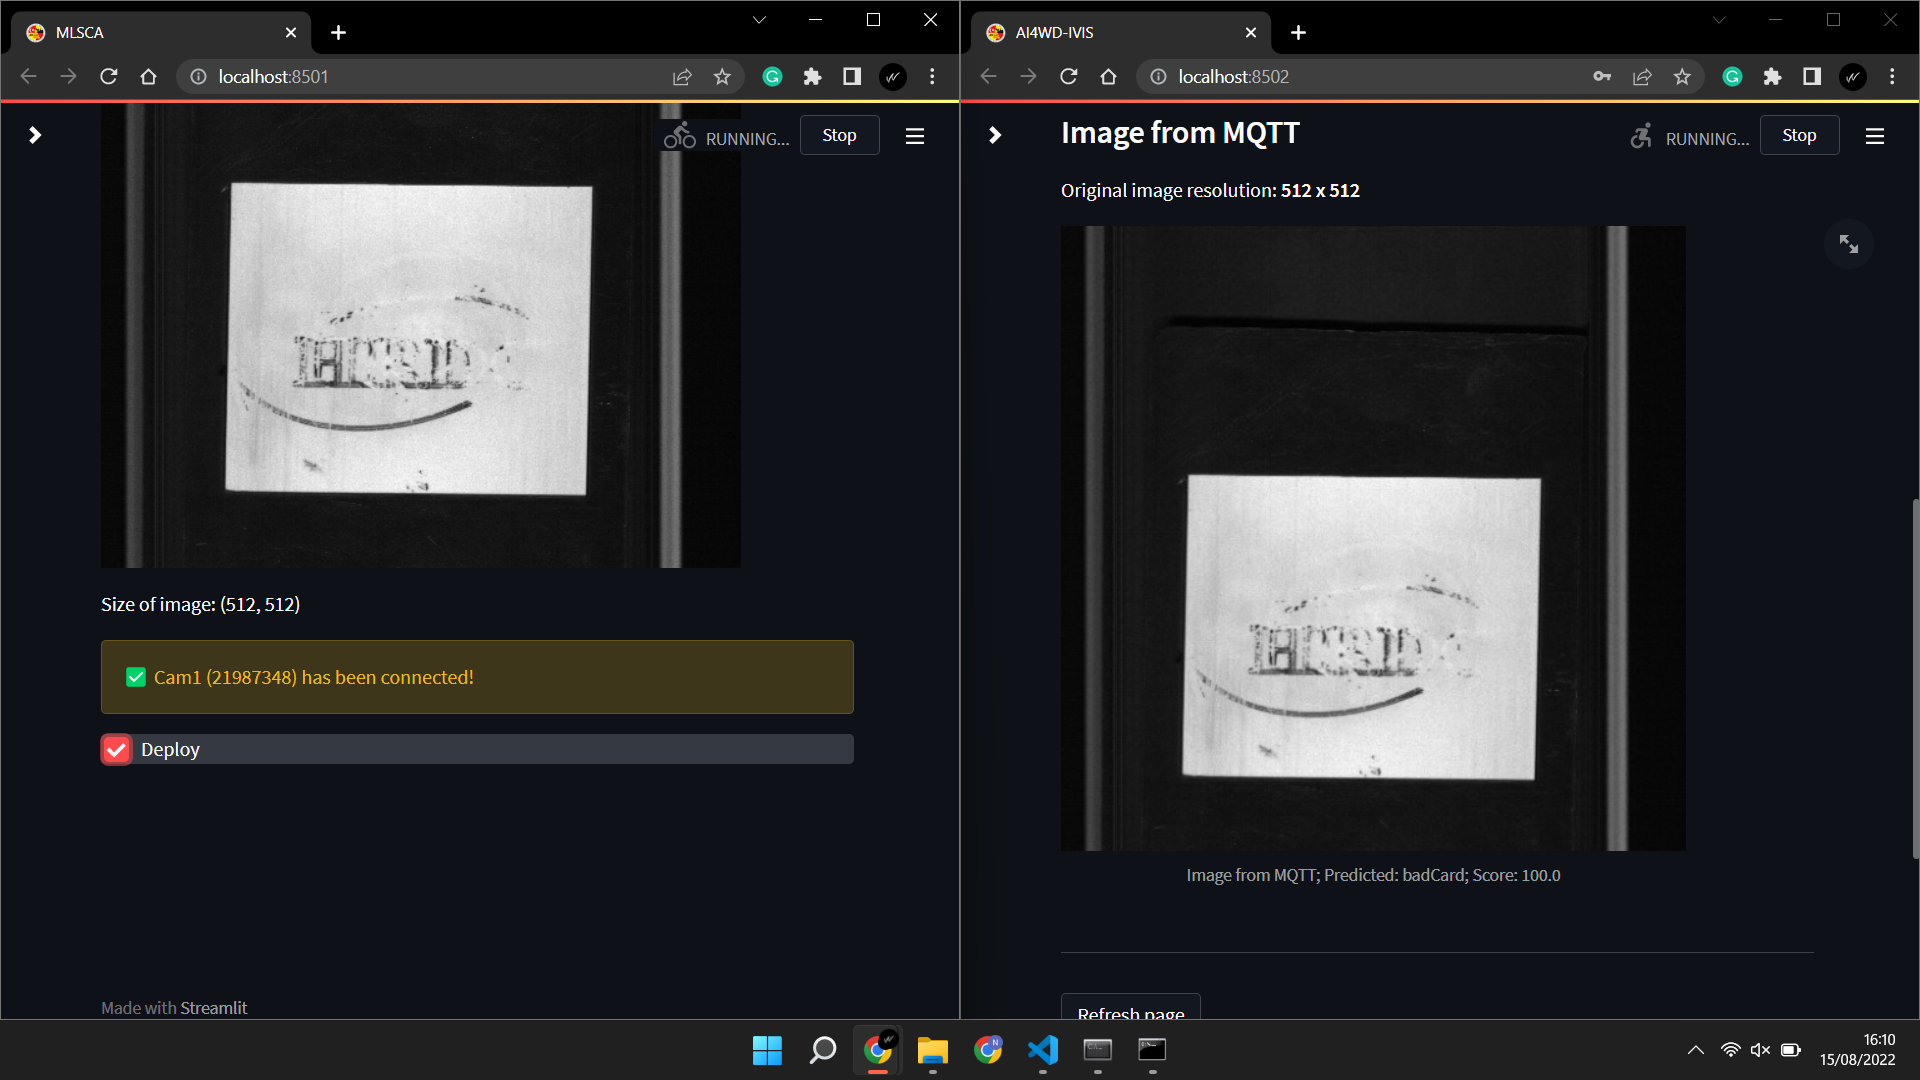 MLSCA
localhost:8501
RUNNING...
Stop
Size of image: (512, 512)
Cam1 (21987348) has been connected!
Deploy
Made with Streamlit
AI4WD-IVIS
localhost:8502
Image from MQTT
RUNNING...
Stop
Original image resolution: 512 x 512
Image from MQTT; Predicted: badCard; Score: 100.0
Refresh page
16:10
15/08/2022